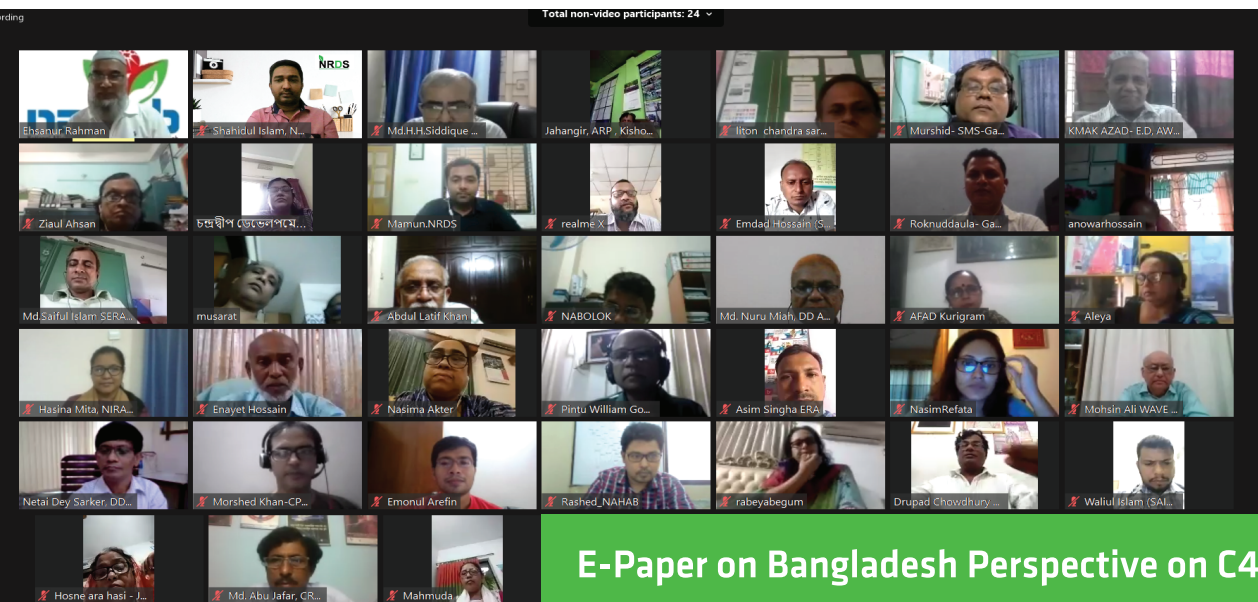 ording
Total non-video participants: 24
NRDS
Ehsanur Rahman
Shahidul Islam, N...
Md.H.H.Siddique ...
Jahangir, ARP , Kisho...
liton chandra sar...
Murshid- SMS-Ga...
KMAK AZAD- E.D, AW...
Ziaul Ahsan
চন্দ্রদ্বীপ ডেভেলপমে...
Mamun.NRDS
realme X
Emdad Hossain (S...
Roknuddaula- Ga...
anowarhossain
Md.Saiful Islam SERA...
musarat
Abdul Latif Khan
NABOLOK
Md. Nuru Miah, DD A...
AFAD Kurigram
Aleya
Hasina Mita, NIRA...
Enayet Hossain
Nasima Akter
Pintu William Go...
Asim Singha ERA
NasimRefata
Mohsin Ali WAVE ...
Netai Dey Sarker, DD...
Morshed Khan-CP...
Emonul Arefin
Rashed_NAHAB
rabeyabegum
Drupad Chowdhury ...
Waliul Islam (SAI...
Hosne ara hasi - J...
Md. Abu Jafar, CR...
Mahmuda
E-Paper on Bangladesh Perspective on C4